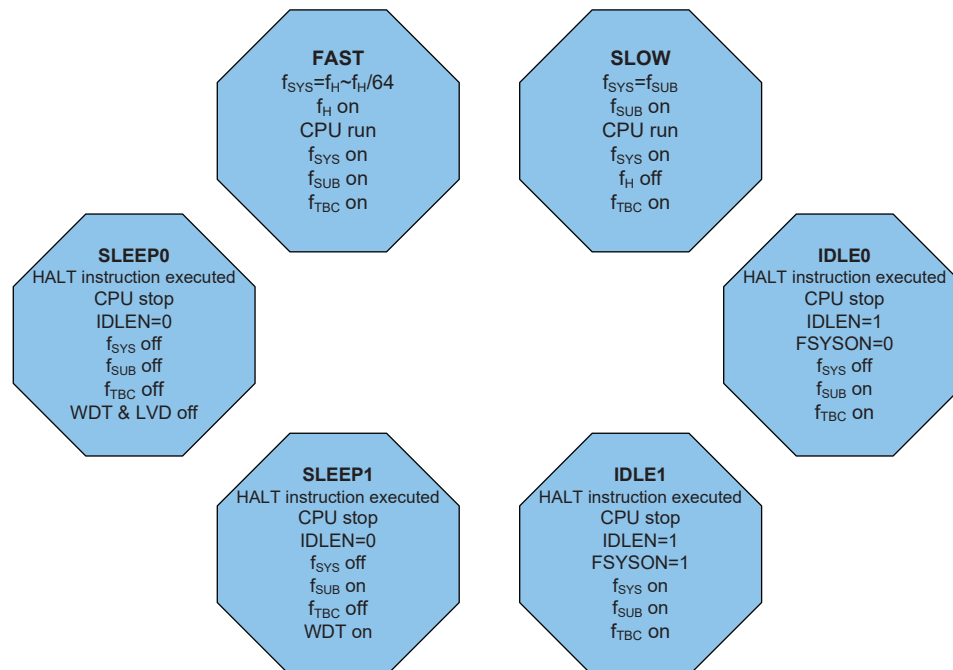 FAST
fSYS=fH~fH/64
fH on
CPU run
fSYS on
fSUB on
fTBC on
SLOW
fSYS=fSUB
fSUB on
CPU run
fSYS on
fH off
fTBC on
SLEEP0
HALT instruction executed
CPU stop
IDLEN=0
fSYS off
fSUB off
fTBC off
WDT & LVD off
IDLE0
HALT instruction executed
CPU stop
IDLEN=1
FSYSON=0
fSYS off
fSUB on
fTBC on
SLEEP1
HALT instruction executed
CPU stop
IDLEN=0
fSYS off
fSUB on
fTBC off
WDT on
IDLE1
HALT instruction executed
CPU stop
IDLEN=1
FSYSON=1
fSYS on
fSUB on
fTBC on